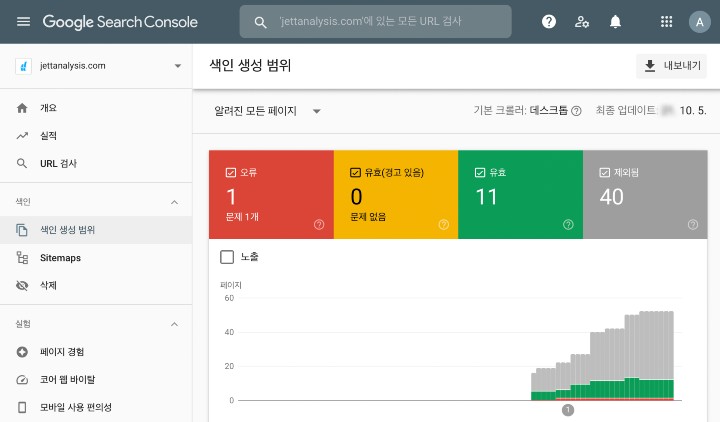 Google Search Console
'jettanalysis.com'에 있는 모든 URL 검사
A
jettanalysis.com
색인 생성 범위
내보내기
개요
실적
URL 검사
색인
색인 생성 범위
Sitemaps
삭제
실험
페이지 경험
코어 웹 바이탈
모바일 사용 편의성
알려진 모든 페이지
기본 크롤러: 데스크톱
최종 업데이트: 10. 5.
오류
1
문제 1개
유효(경고 있음)
0
문제 없음
유효
11
제외됨
40
노출
페이지
60
40
20
0
1